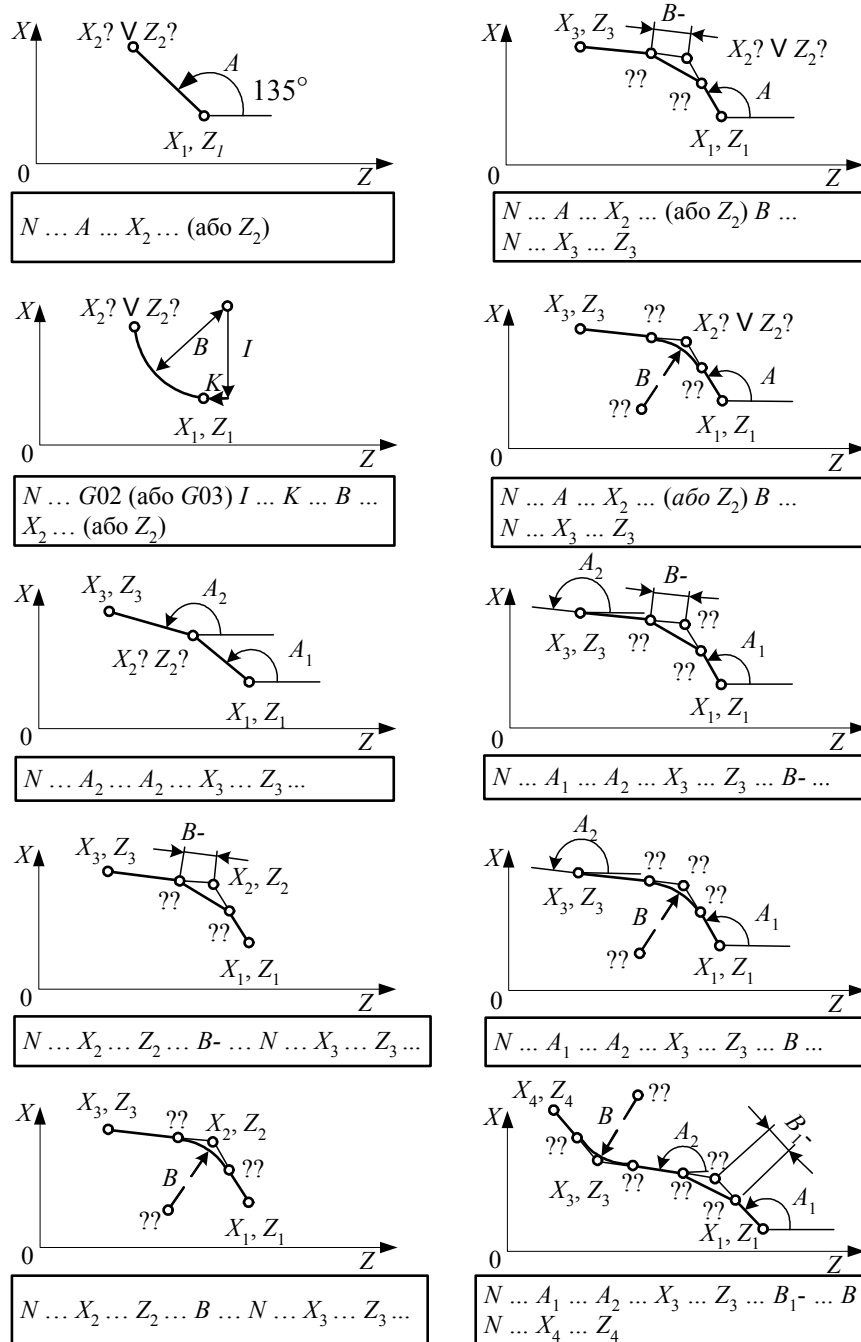 X
X₂? V Z₂?
A
135°
X₁, Z₁
0
Z
N … A … X₂ … (або Z₂)
X
X₃, Z₃
B-
X₂? V Z₂?
??
??
A
X₁, Z₁
0
Z
N … A … X₂ … (або Z₂) B …
N … X₃ … Z₃
X
X₂? V Z₂?
B
I
K
X₁, Z₁
0
Z
N … G02 (або G03) I … K … B …
X₂ … (або Z₂)
X
X₃, Z₃
??
X₂? V Z₂?
B
??
A
??
X₁, Z₁
0
Z
N … A … X₂ … (або Z₂) B …
N … X₃ … Z₃
X
X₃, Z₃
A₂
X₂? Z₂?
A₁
X₁, Z₁
0
Z
N … A₂ … A₂ … X₃ … Z₃ …
A₂
B-
X
??
X₃, Z₃
??
??
A₁
X₁, Z₁
0
Z
N … A₁ … A₂ … X₃ … Z₃ … B- …
B-
X
X₃, Z₃
X₂, Z₂
??
??
X₁, Z₁
0
Z
N … X₂ … Z₂ … B- … N … X₃ … Z₃ …
A₂
X
??
??
X₃, Z₃
??
B
A₁
??
X₁, Z₁
0
Z
N … A₁ … A₂ … X₃ … Z₃ … B …
X
X₃, Z₃
??
X₂, Z₂
B
??
??
X₁, Z₁
0
Z
N … X₂ … Z₂ … B … N … X₃ … Z₃ …
X
X₄, Z₄
B
??
B₁-
??
A₂
??
X₃, Z₃
??
??
??
A₁
X₁, Z₁
0
Z
N … A₁ … A₂ … X₃ … Z₃ … B₁- … B
N … X₄ … Z₄